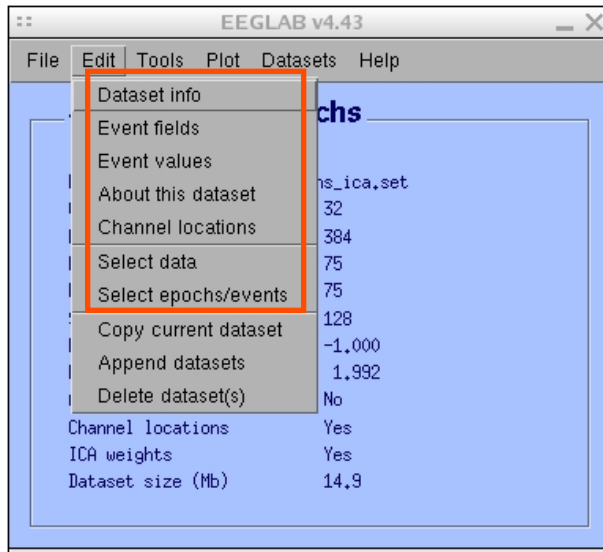 EEGLAB v4.43
File Edit Tools Plot Datasets Help
Dataset info
chs
Event fields
Event values
ns_ica.set
About this dataset
32
Channel locations
384
Select data
75
Select epochs/events
75
Copy current dataset
128
-1.000
Append datasets
1.992
Delete dataset(s)
No
Channel locations Yes
ICA weights Yes
Dataset size (Mb) 14.9